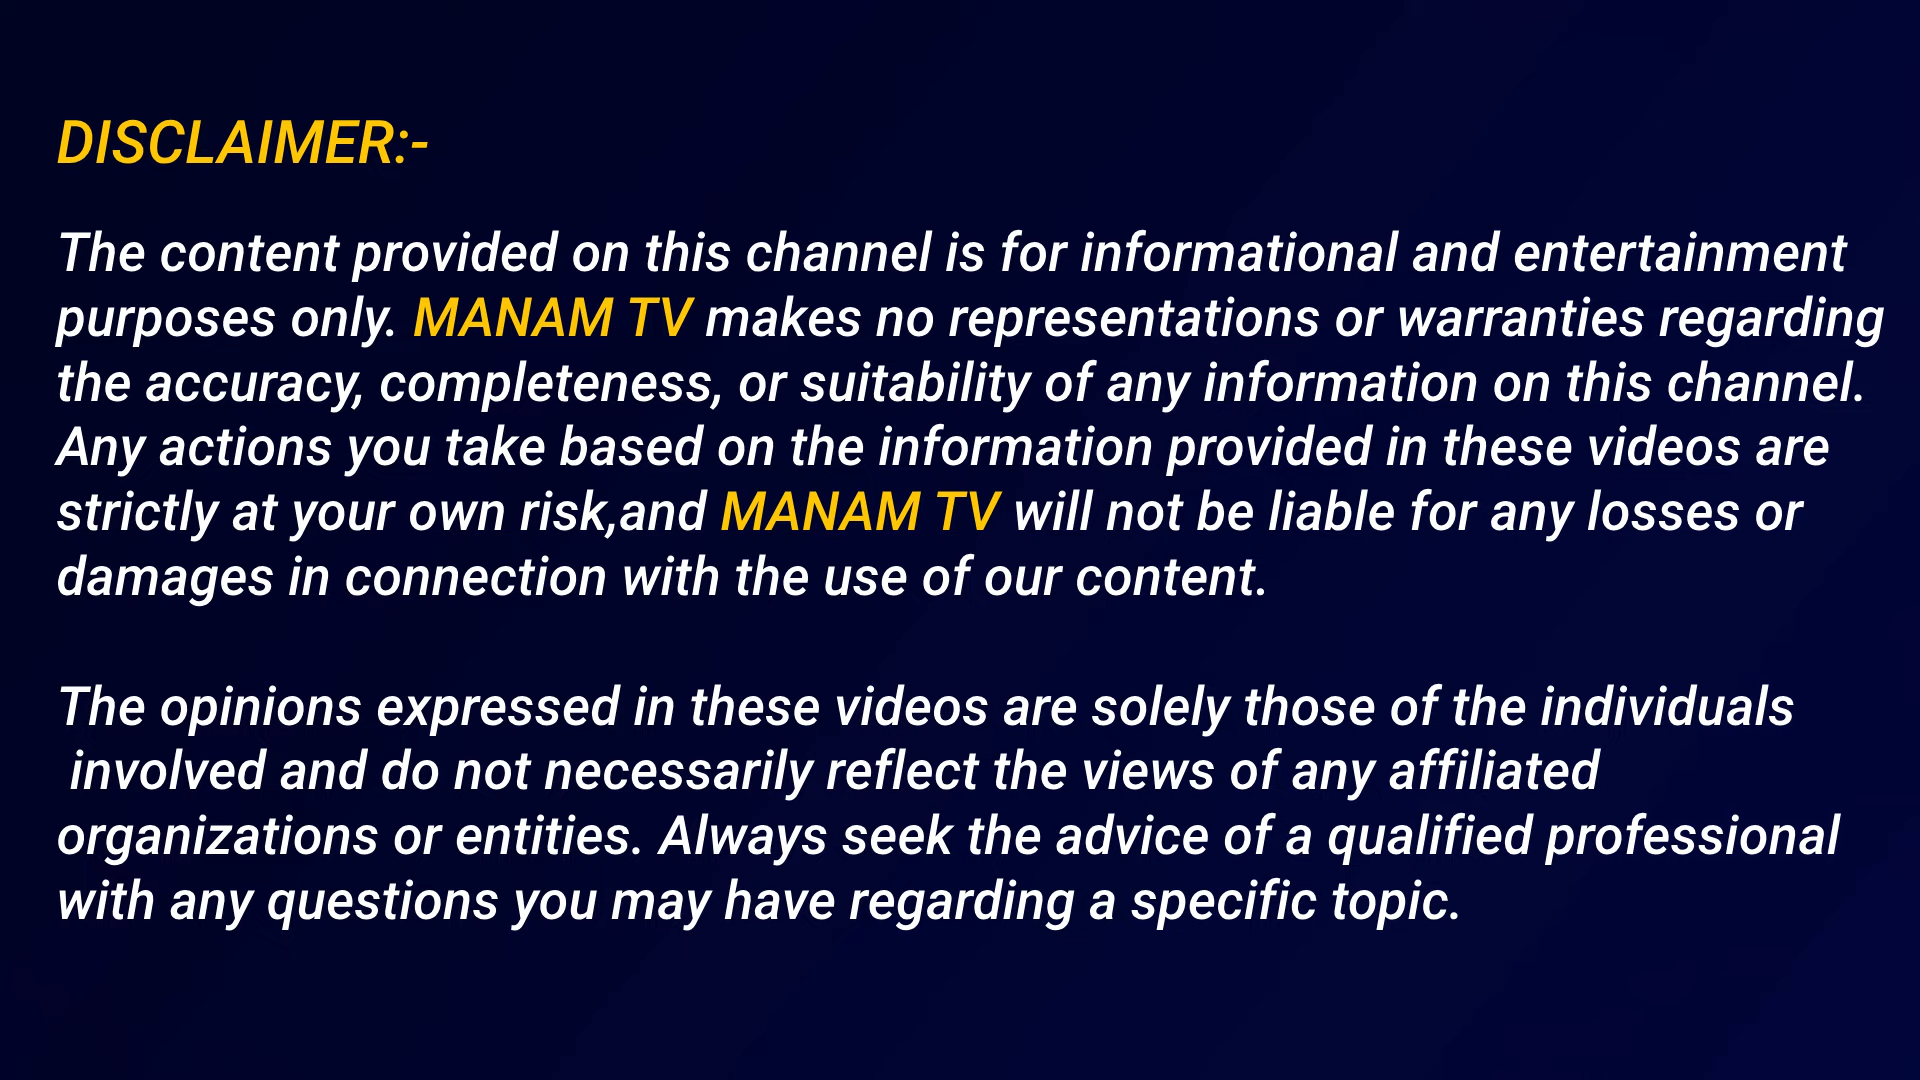 DISCLAIMER:-
The content provided on this channel is for informational and entertainment
purposes only. MANAM TV makes no representations or warranties regarding
the accuracy, completeness, or suitability of any information on this channel.
Any actions you take based on the information provided in these videos are
strictly at your own risk,and MANAM TV will not be liable for any losses or
damages in connection with the use of our content.
The opinions expressed in these videos are solely those of the individuals
involved and do not necessarily reflect the views of any affiliated
organizations or entities. Always seek the advice of a qualified professional
with any questions you may have regarding a specific topic.